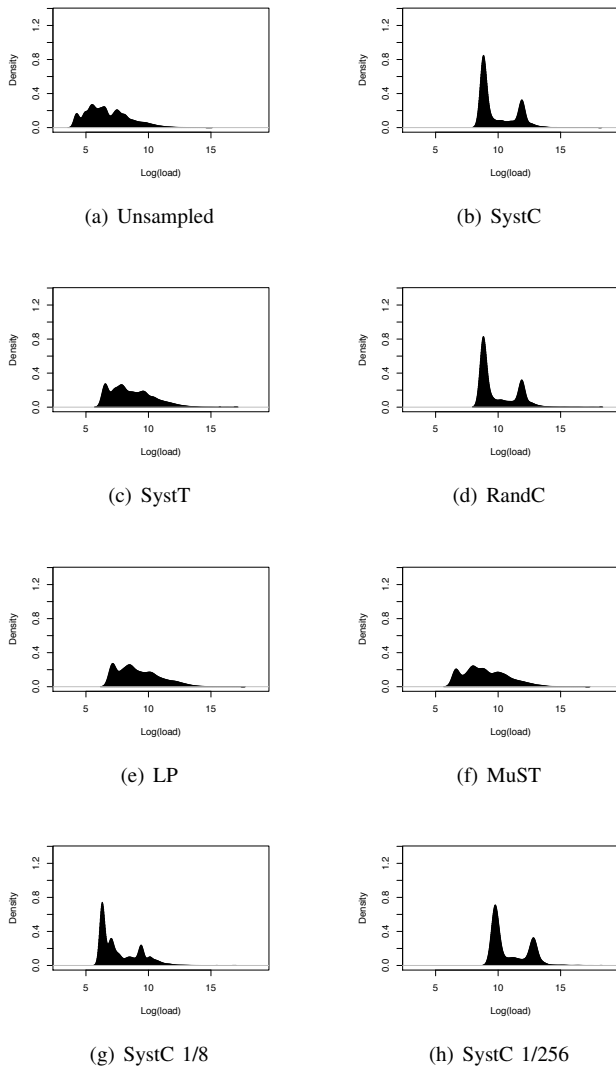 Density
0.0 0.4 0.8 1.2
5 10 15
Log(load)
(a) Unsampled
Density
0.0 0.4 0.8 1.2
5 10 15
Log(load)
(b) SystC
Density
0.0 0.4 0.8 1.2
5 10 15
Log(load)
(c) SystT
Density
0.0 0.4 0.8 1.2
5 10 15
Log(load)
(d) RandC
Density
0.0 0.4 0.8 1.2
5 10 15
Log(load)
(e) LP
Density
0.0 0.4 0.8 1.2
5 10 15
Log(load)
(f) MuST
Density
0.0 0.4 0.8 1.2
5 10 15
Log(load)
(g) SystC 1/8
Density
0.0 0.4 0.8 1.2
5 10 15
Log(load)
(h) SystC 1/256